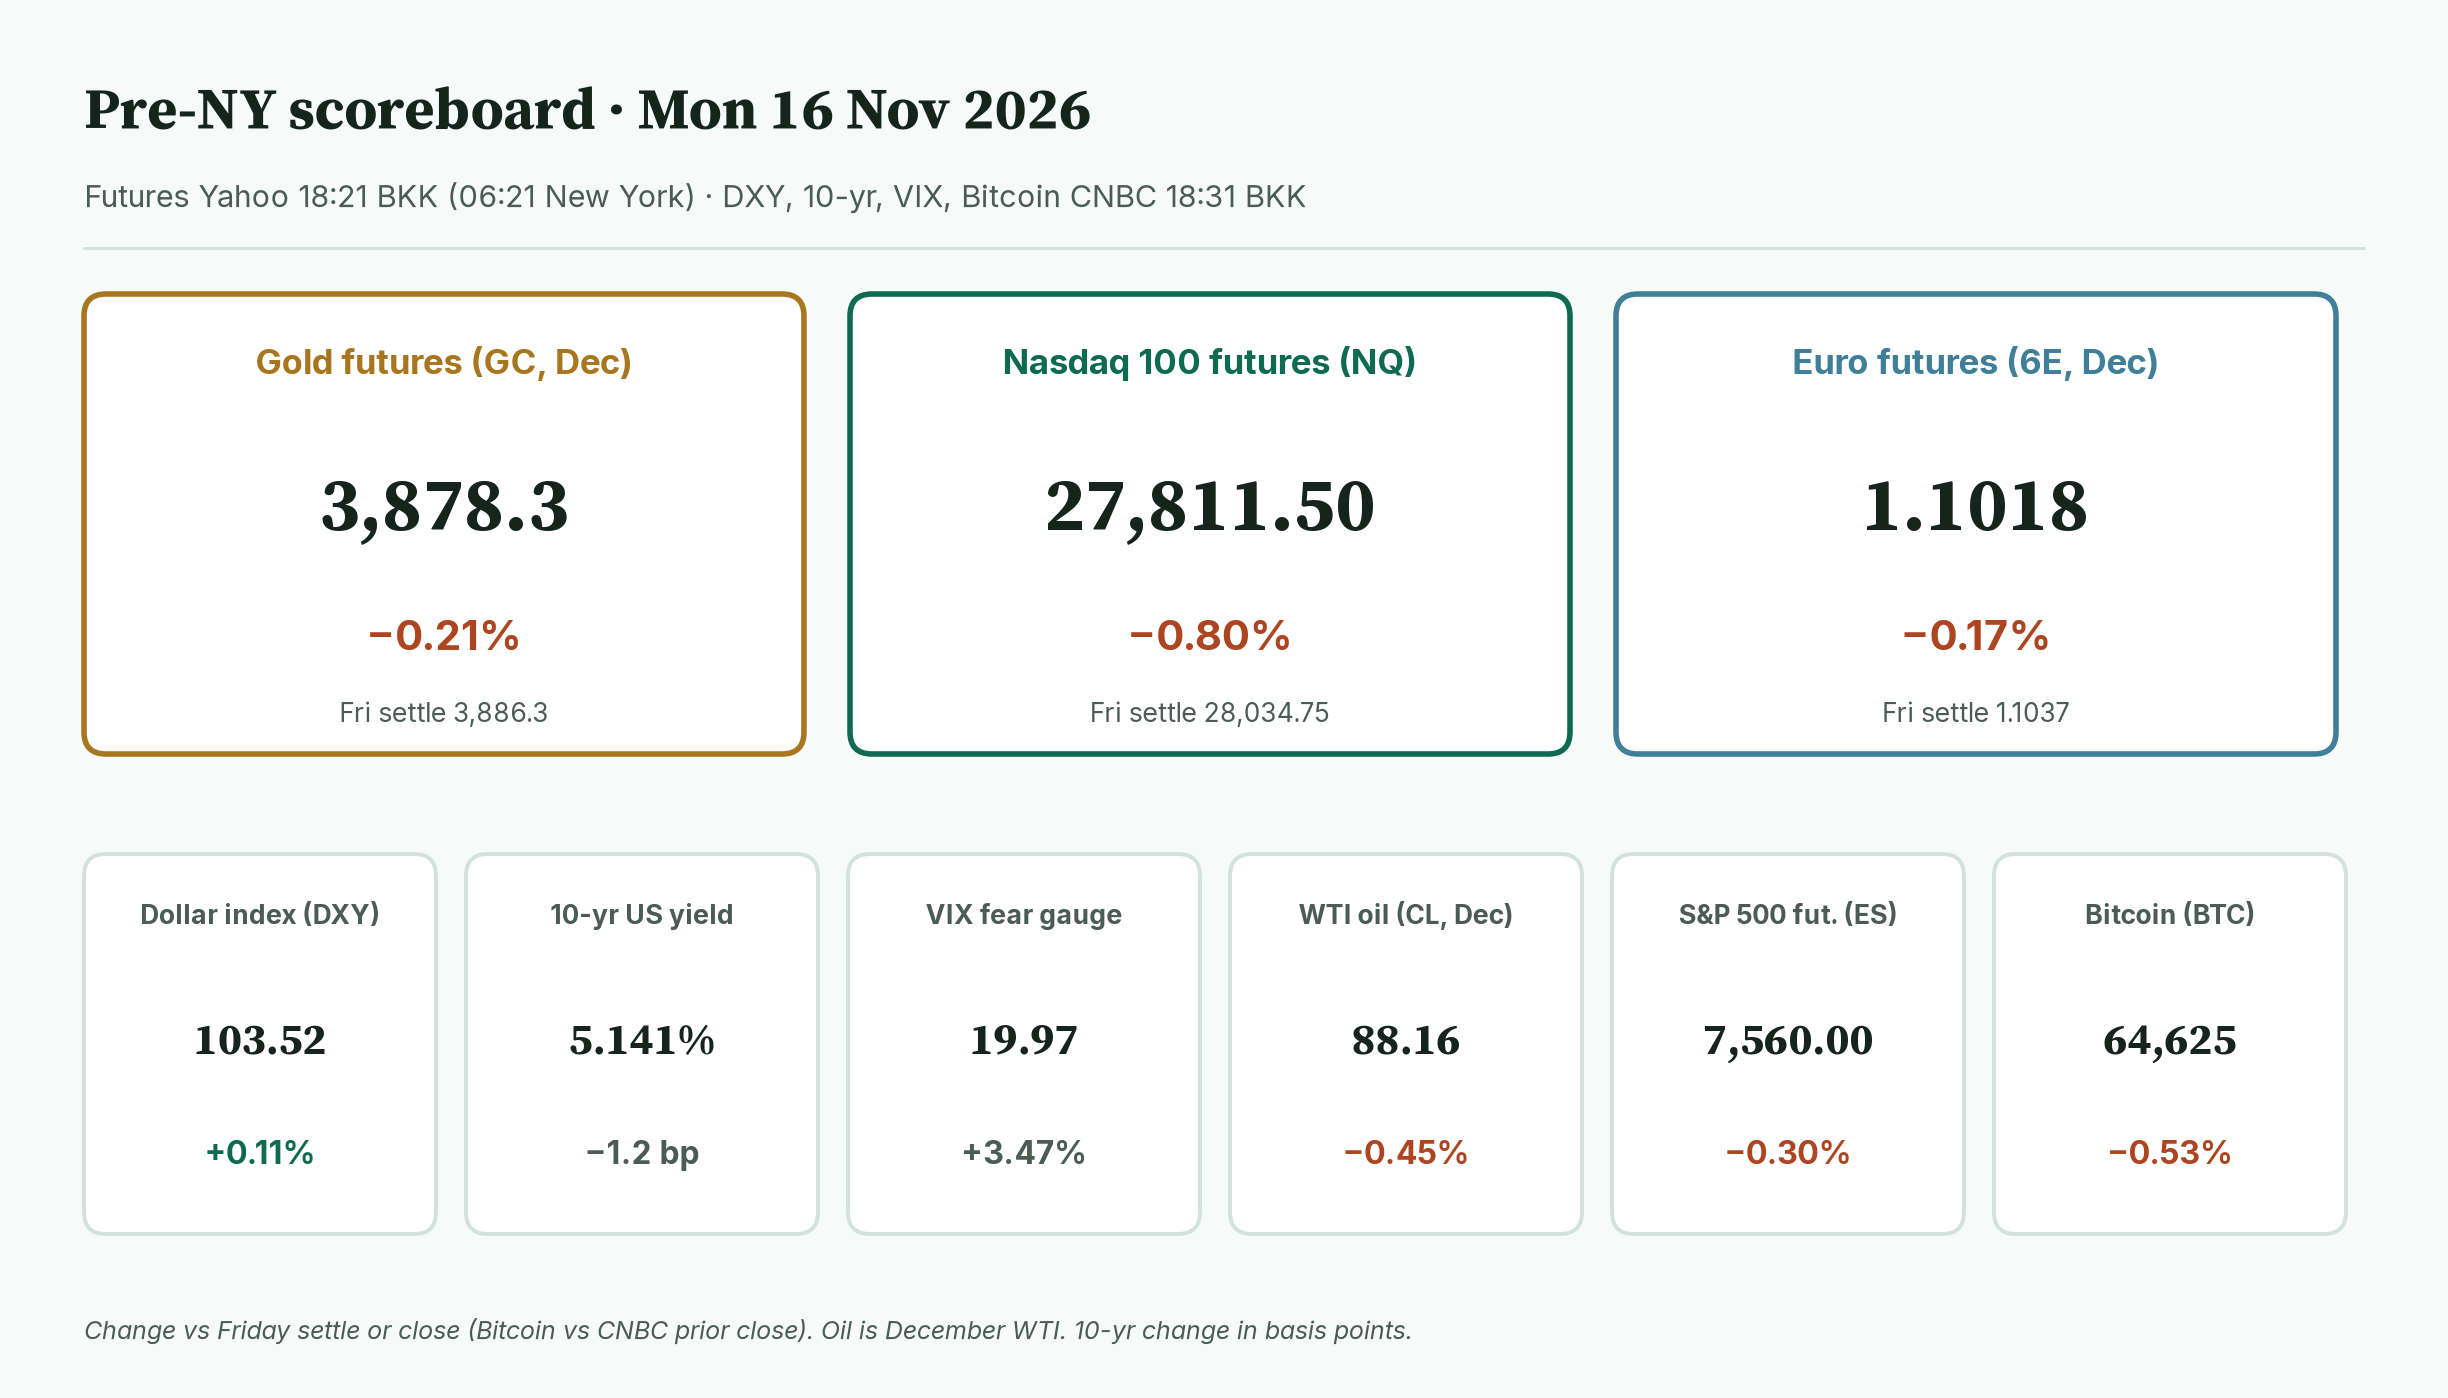 Pre-NY scoreboard · Mon 16 Nov 2026
Futures Yahoo 18:21 BKK (06:21 New York) · DXY, 10-yr, VIX, Bitcoin CNBC 18:31 BKK
Gold futures (GC, Dec)
3,878.3
−0.21%
Fri settle 3,886.3
Nasdaq 100 futures (NQ)
27,811.50
−0.80%
Fri settle 28,034.75
Euro futures (6E, Dec)
1.1018
−0.17%
Fri settle 1.1037
Dollar index (DXY)
103.52
+0.11%
10-yr US yield
5.141%
−1.2 bp
VIX fear gauge
19.97
+3.47%
WTI oil (CL, Dec)
88.16
−0.45%
S&P 500 fut. (ES)
7,560.00
−0.30%
Bitcoin (BTC)
64,625
−0.53%
Change vs Friday settle or close (Bitcoin vs CNBC prior close). Oil is December WTI. 10-yr change in basis points.